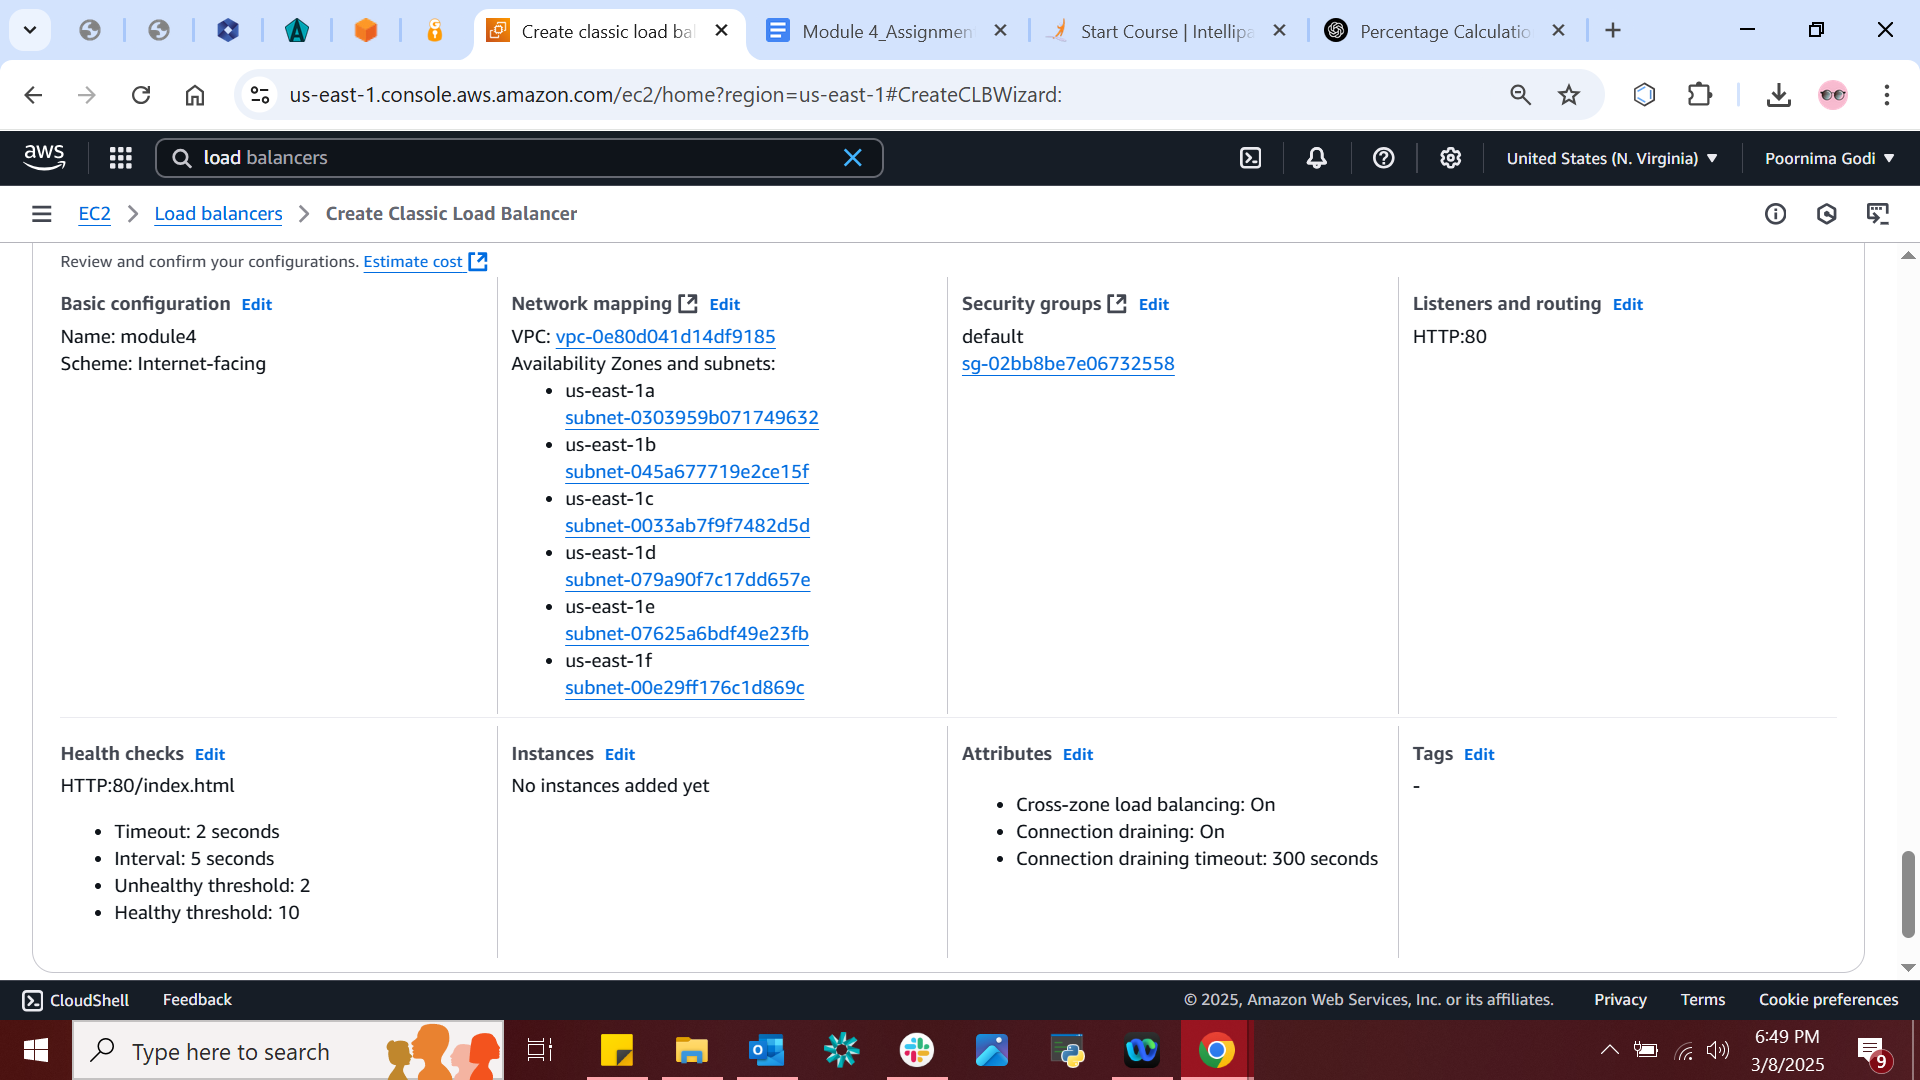 Create classic load bal
Module 4_Assignmen
Start Course | Intellipa
Percentage Calculatio
us-east-1.console.aws.amazon.com/ec2/home?region=us-east-1#CreateCLBWizard:
aws
load balancers
United States (N. Virginia)
Poornima Godi
EC2
Load balancers
Create Classic Load Balancer
Review and confirm your configurations. Estimate cost
Basic configuration Edit
Name: module4
Scheme: Internet-facing
Network mapping Edit
VPC: vpc-0e80d041d14df9185
Availability Zones and subnets:
• us-east-1a
subnet-0303959b071749632
• us-east-1b
subnet-045a677719e2ce15f
• us-east-1c
subnet-0033ab7f9f7482d5d
• us-east-1d
subnet-079a90f7c17dd657e
• us-east-1e
subnet-07625a6bdf49e23fb
• us-east-1f
subnet-00e29ff176c1d869c
Security groups Edit
default
sg-02bb8be7e06732558
Listeners and routing Edit
HTTP:80
Health checks Edit
HTTP:80/index.html
• Timeout: 2 seconds
• Interval: 5 seconds
• Unhealthy threshold: 2
• Healthy threshold: 10
Instances Edit
No instances added yet
Attributes Edit
• Cross-zone load balancing: On
• Connection draining: On
• Connection draining timeout: 300 seconds
Tags Edit
-
CloudShell
Feedback
© 2025, Amazon Web Services, Inc. or its affiliates.
Privacy
Terms
Cookie preferences
Type here to search
6:49 PM
3/8/2025
9